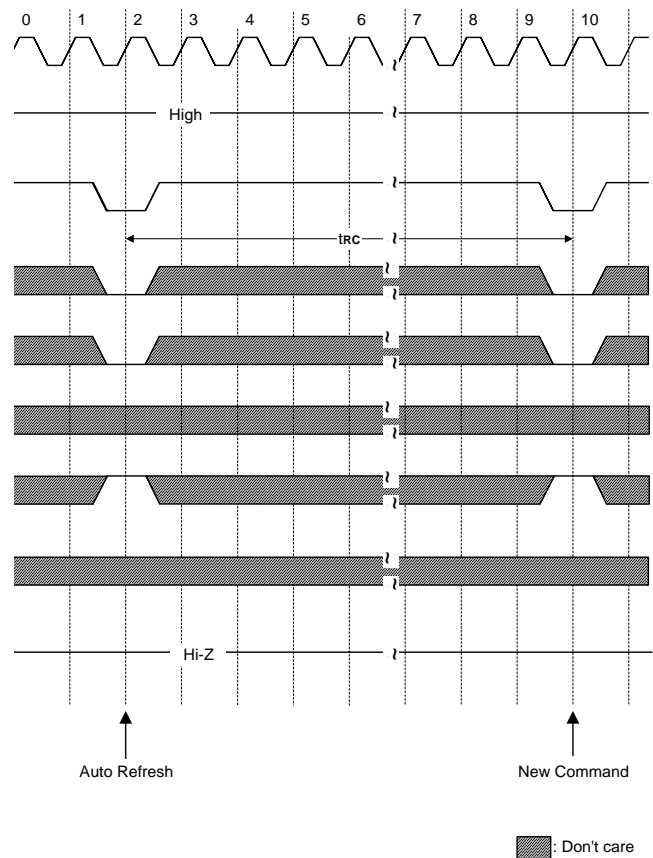 0 1 2 3 4 5 6 7 8 9 10
High
tRC
Hi-Z
Auto Refresh New Command
: Don't care